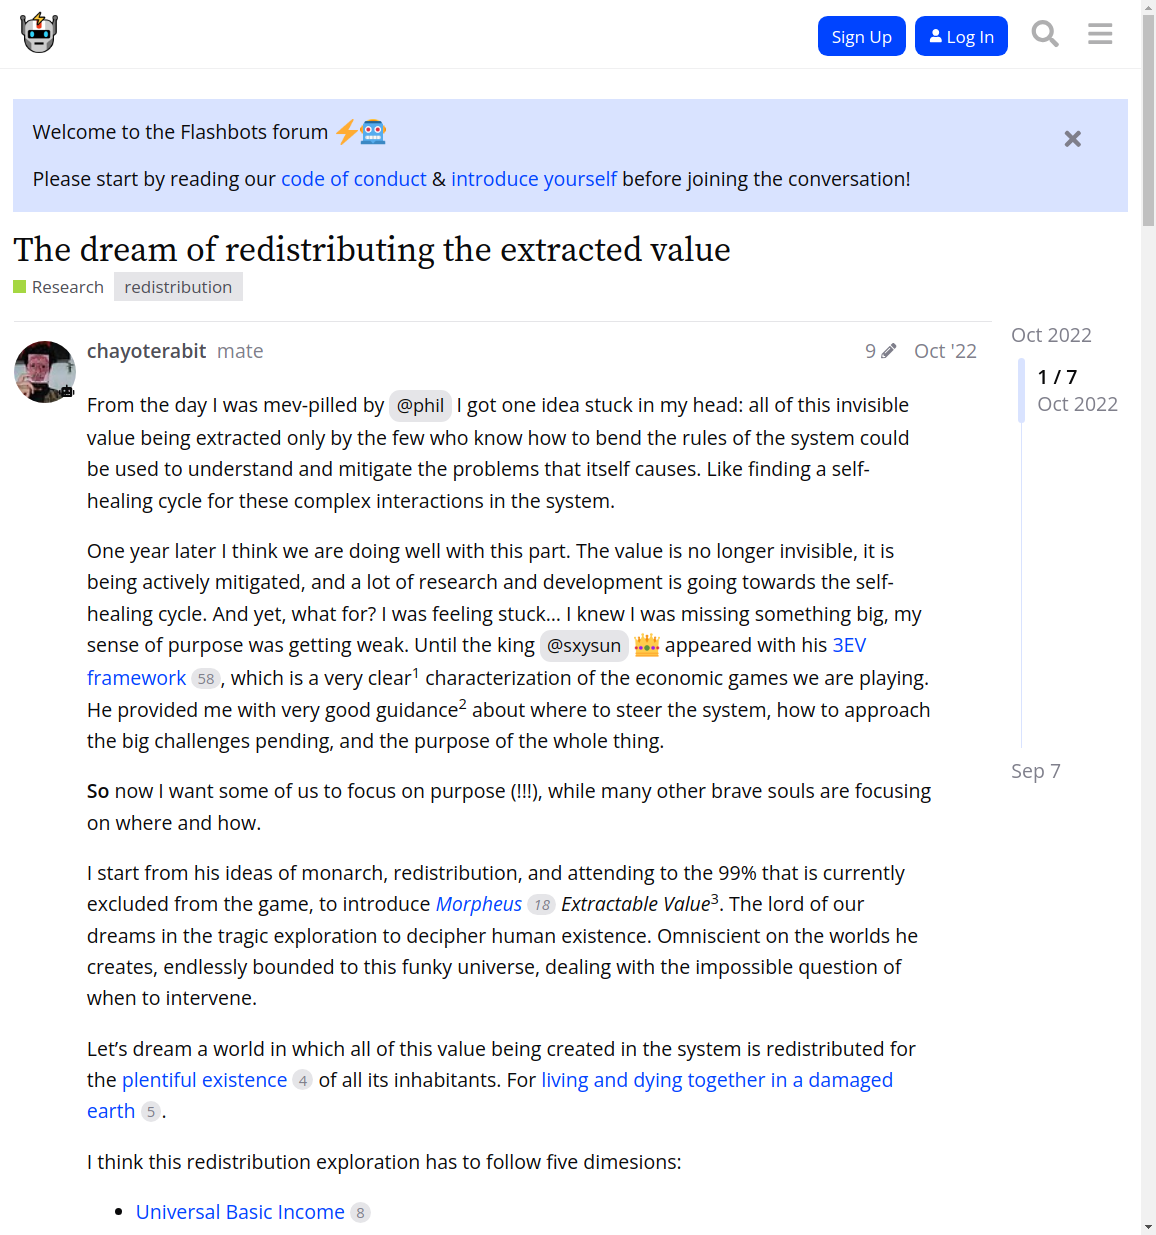 Sign Up
Log In
Welcome to the Flashbots forum
Please start by reading our code of conduct & introduce yourself before joining the conversation!
The dream of redistributing the extracted value
Research redistribution
chayoterabit mate 9 Oct '22
Oct 2022
1 / 7
Oct 2022
From the day I was mev-pilled by @phil I got one idea stuck in my head: all of this invisible
value being extracted only by the few who know how to bend the rules of the system could
be used to understand and mitigate the problems that itself causes. Like finding a self-
healing cycle for these complex interactions in the system.
One year later I think we are doing well with this part. The value is no longer invisible, it is
being actively mitigated, and a lot of research and development is going towards the self-
healing cycle. And yet, what for? I was feeling stuck… I knew I was missing something big, my
sense of purpose was getting weak. Until the king @sxysun appeared with his 3EV
framework 58 , which is a very clear1 characterization of the economic games we are playing.
He provided me with very good guidance2 about where to steer the system, how to approach
the big challenges pending, and the purpose of the whole thing.
Sep 7
So now I want some of us to focus on purpose (!!!), while many other brave souls are focusing
on where and how.
I start from his ideas of monarch, redistribution, and attending to the 99% that is currently
excluded from the game, to introduce Morpheus 18 Extractable Value3. The lord of our
dreams in the tragic exploration to decipher human existence. Omniscient on the worlds he
creates, endlessly bounded to this funky universe, dealing with the impossible question of
when to intervene.
Let's dream a world in which all of this value being created in the system is redistributed for
the plentiful existence 4 of all its inhabitants. For living and dying together in a damaged
earth 5 .
I think this redistribution exploration has to follow five dimesions:
• Universal Basic Income 8